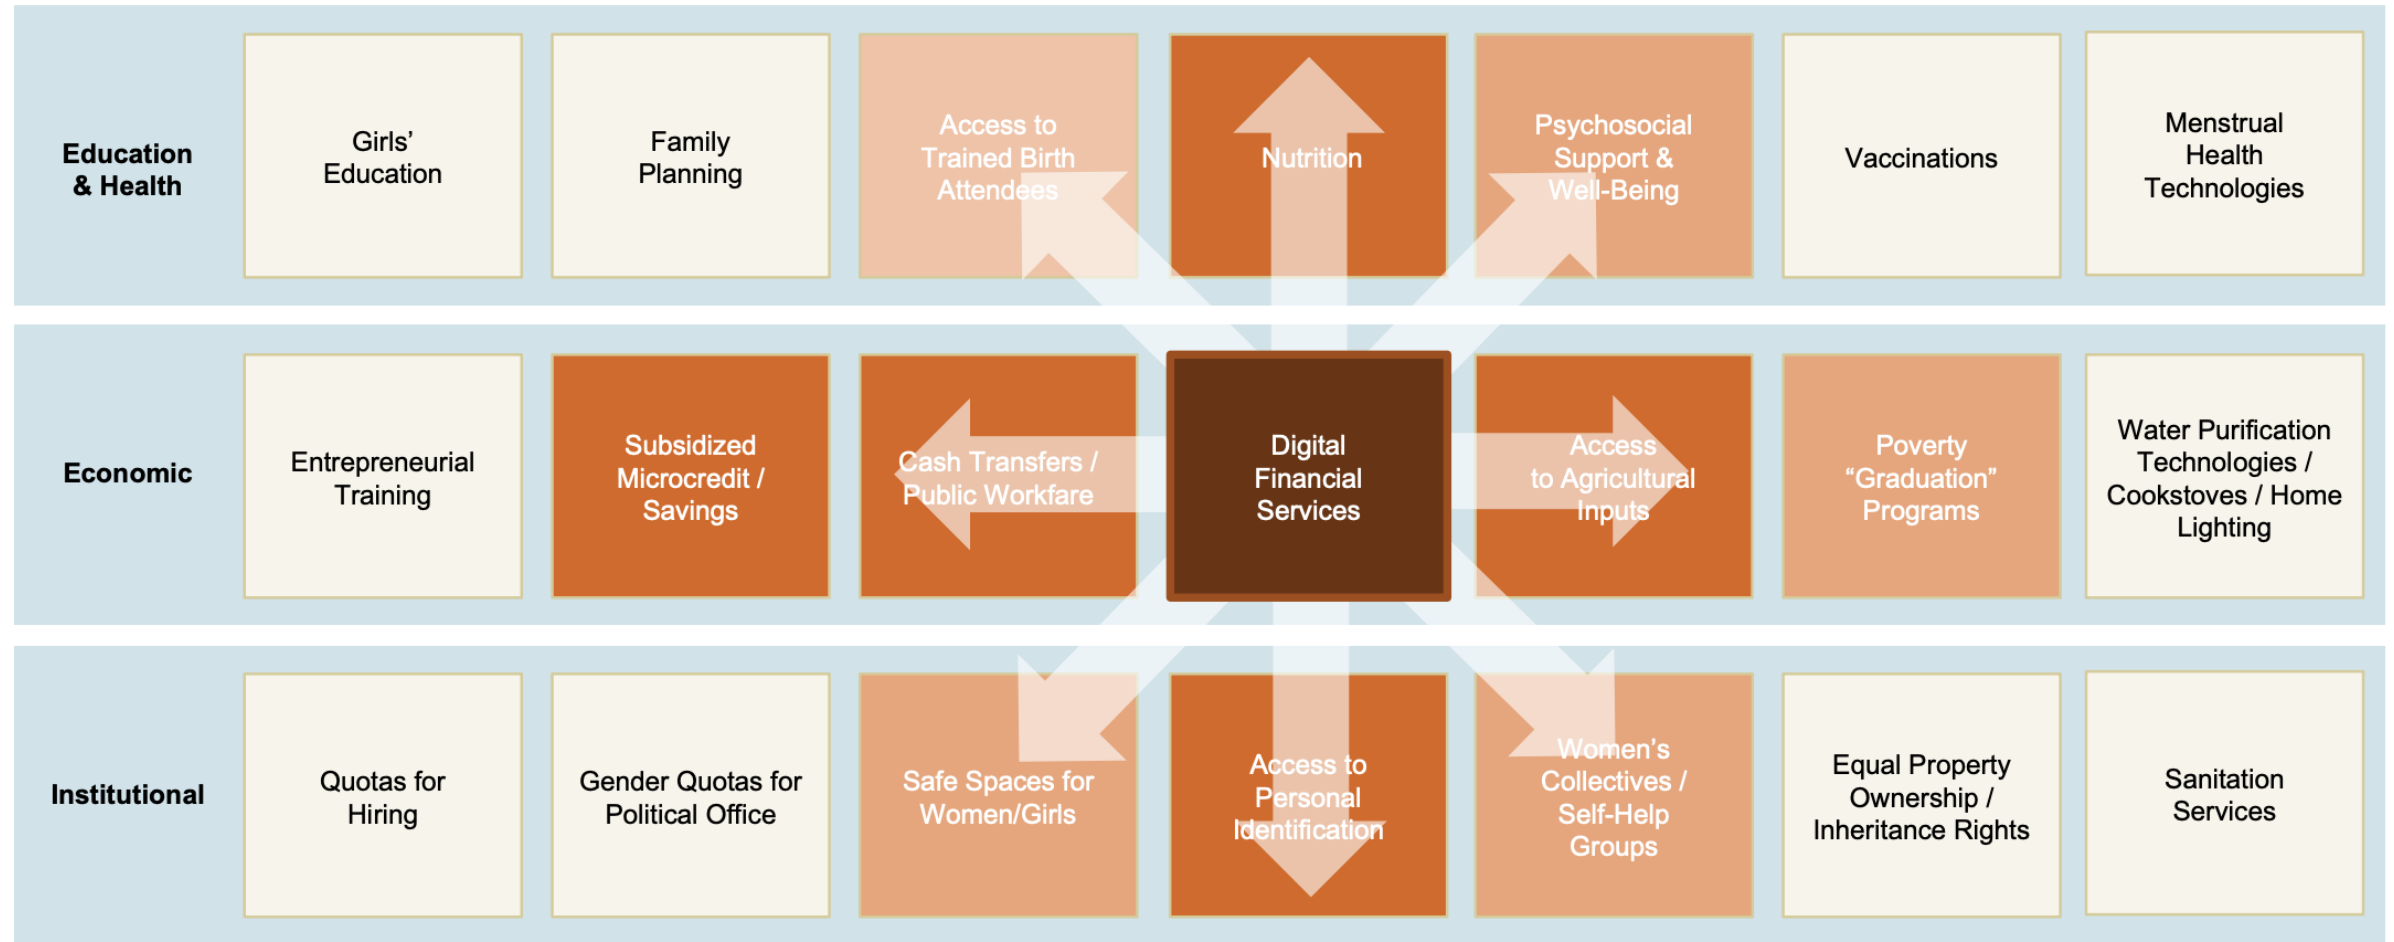 Education
& Health
Girls’
Education
Family
Planning
Access to
Trained Birth
Attendees
Nutrition
Psychosocial
Support &
Well-Being
Vaccinations
Menstrual
Health
Technologies
Economic
Entrepreneurial
Training
Subsidized
Microcredit /
Savings
Cash Transfers /
Public Workfare
Digital
Financial
Services
Access
to Agricultural
Inputs
Poverty
“Graduation”
Programs
Water Purification
Technologies /
Cookstoves / Home
Lighting
Institutional
Quotas for
Hiring
Gender Quotas for
Political Office
Safe Spaces for
Women/Girls
Access to
Personal
Identification
Women’s
Collectives /
Self-Help
Groups
Equal Property
Ownership /
Inheritance Rights
Sanitation
Services